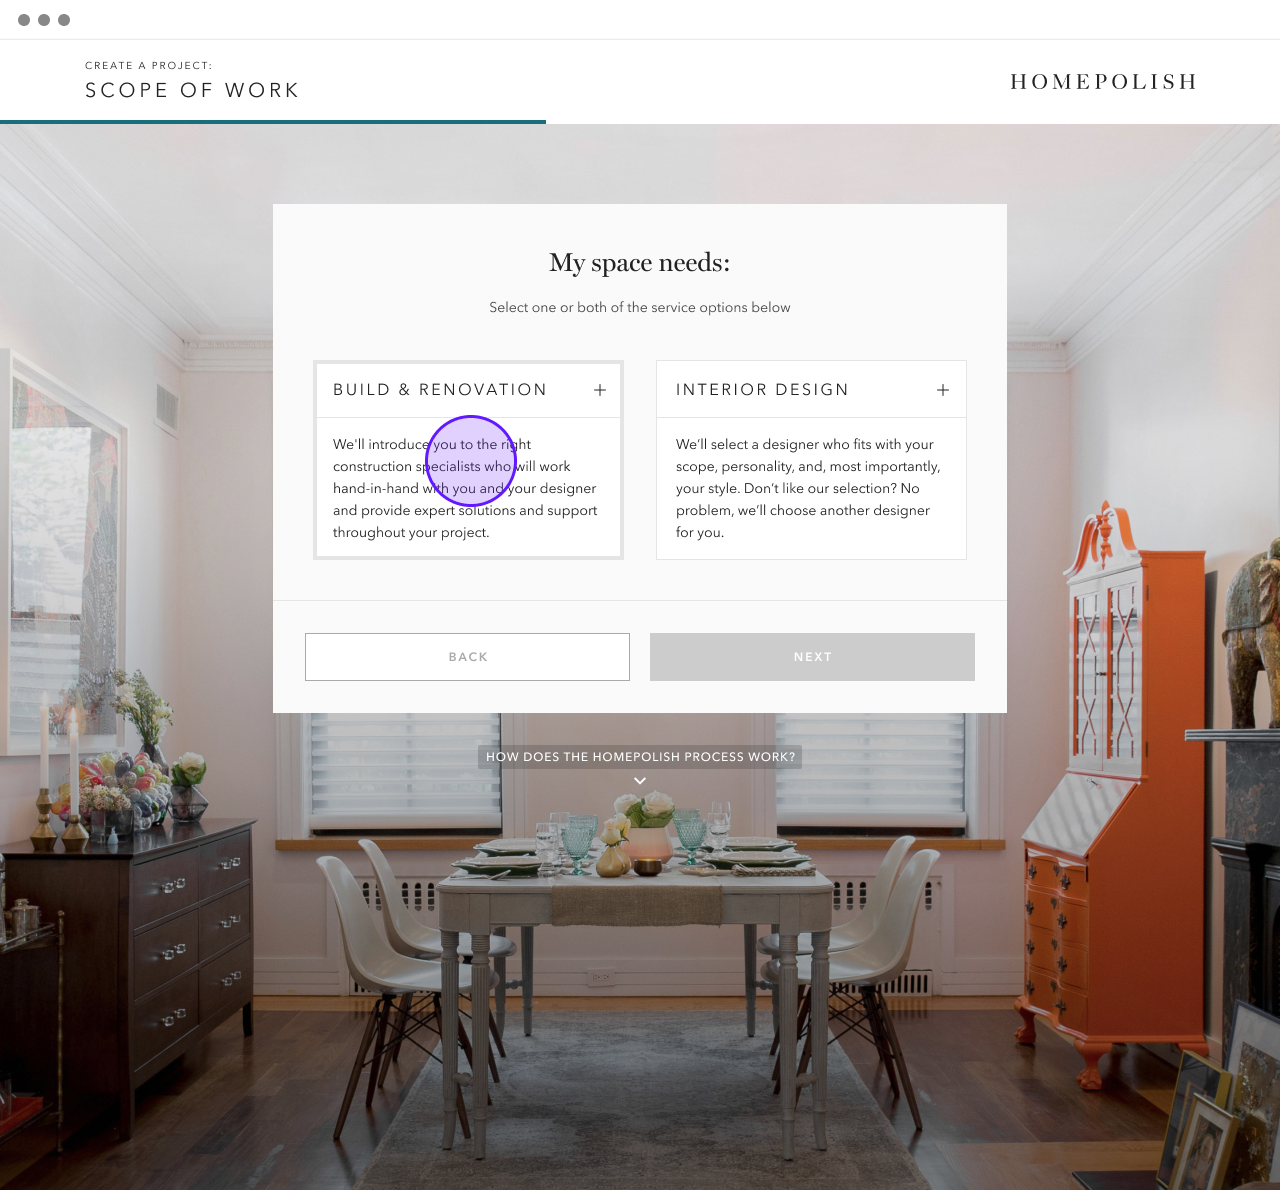 CREATE A PROJECT:
SCOPE OF WORK
HOMEPOLISH
My space needs:
Select one or both of the service options below
BUILD & RENOVATION +
We'll introduce you to the right
construction specialists who will work
hand-in-hand with you and your designer
and provide expert solutions and support
throughout your project.
INTERIOR DESIGN +
We’ll select a designer who fits with your
scope, personality, and, most importantly,
your style. Don’t like our selection? No
problem, we’ll choose another designer
for you.
BACK
NEXT
HOW DOES THE HOMEPOLISH PROCESS WORK?